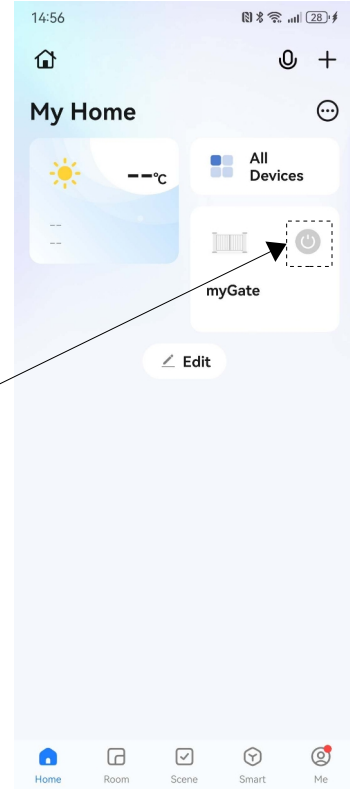 14:56
28
My Home
--°C
--
--
All
Devices
myGate
Edit
Home
Room
Scene
Smart
Me